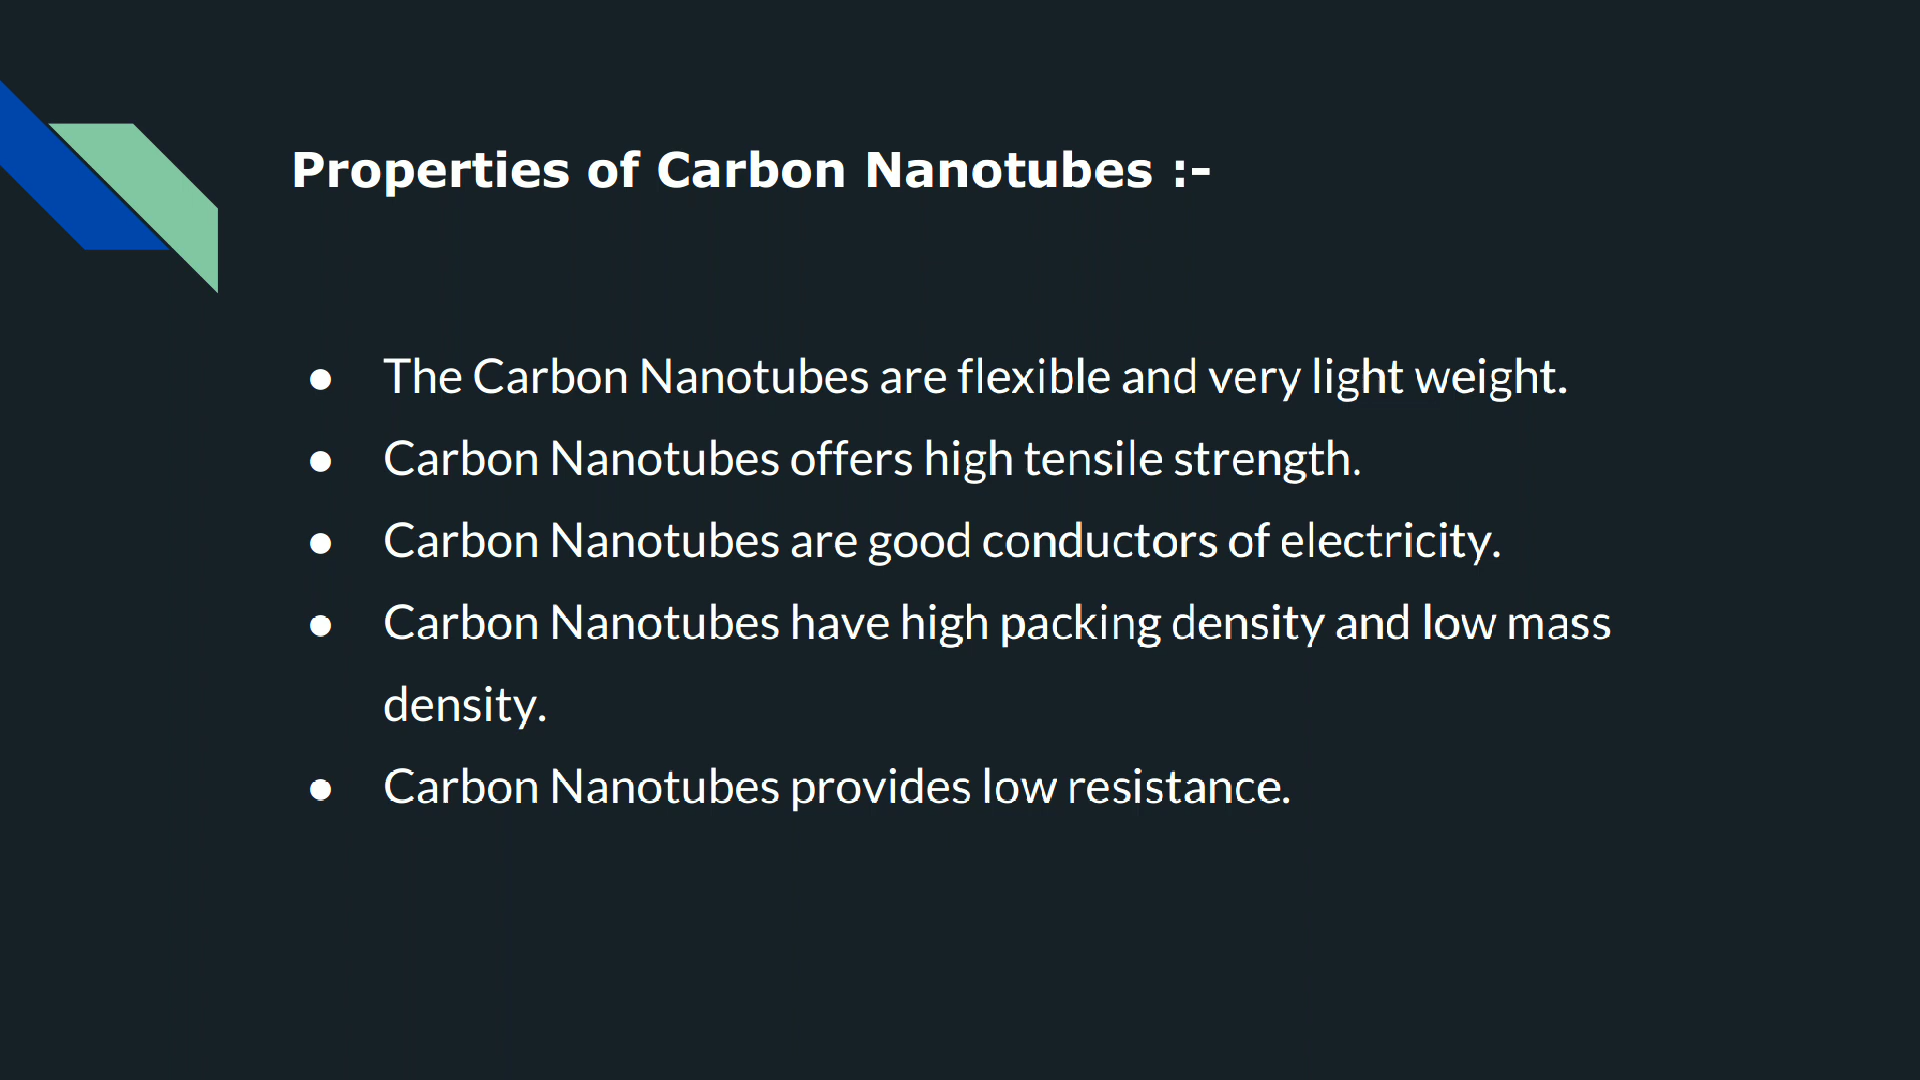 Properties of Carbon Nanotubes :-
● The Carbon Nanotubes are flexible and very light weight.
● Carbon Nanotubes offers high tensile strength.
● Carbon Nanotubes are good conductors of electricity.
● Carbon Nanotubes have high packing density and low mass
density.
● Carbon Nanotubes provides low resistance.